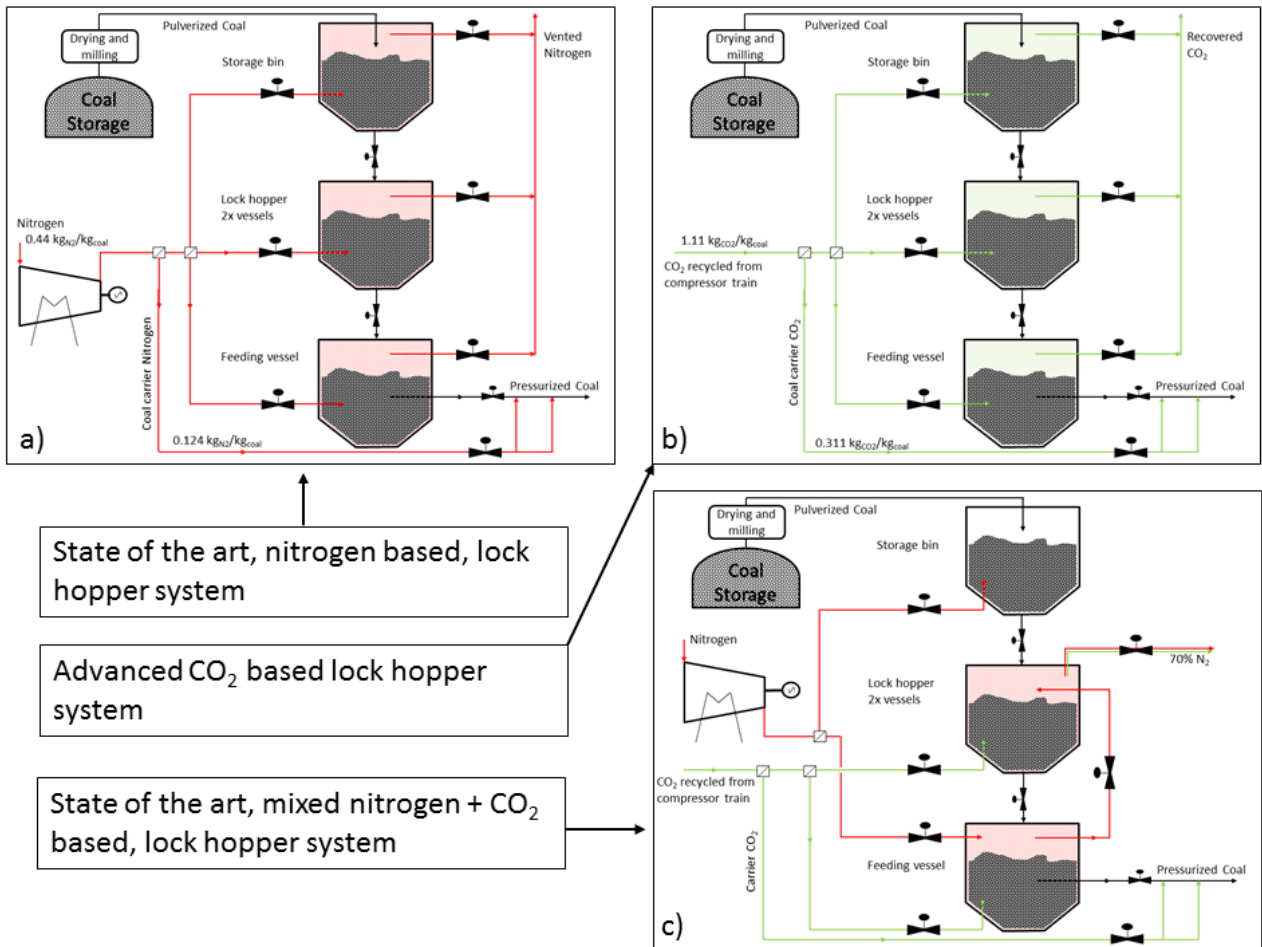 Drying and
milling
Pulverized Coal
Coal
Storage
Storage bin
Vented
Nitrogen
Lock hopper
2x vessels
Nitrogen
0.44 kgN2/kgcoal
S
Coal carrier Nitrogen
Feeding vessel
Pressurized Coal
0.124 kgN2/kgcoal
a)
Drying and
milling
Pulverized Coal
Coal
Storage
Storage bin
Recovered
CO2
Lock hopper
2x vessels
1.11 kgCO2/kgcoal
CO2 recycled from
compressor train
Coal carrier CO2
Feeding vessel
Pressurized Coal
0.311 kgCO2/kgcoal
b)
State of the art, nitrogen based, lock
hopper system
Advanced CO2 based lock hopper
system
State of the art, mixed nitrogen + CO2
based, lock hopper system
Drying and
milling
Pulverized Coal
Coal
Storage
Storage bin
Nitrogen
S
70% N2
Lock hopper
2x vessels
CO2 recycled from
compressor train
Carrier CO2
Feeding vessel
Pressurized Coal
c)